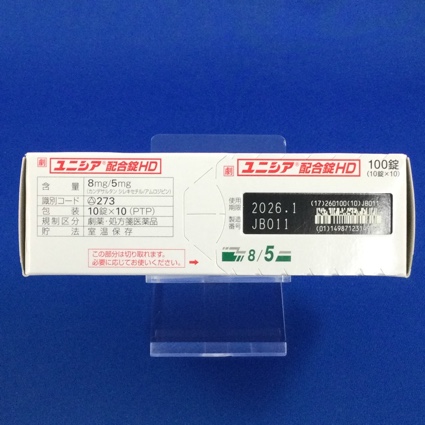 劇 ユニシア®配合錠HD
含量 8mg/5mg
(カンデサルタン シレキセチル/アムロジピン)
識別コード 273
包装 10錠×10(PTP)
規制区分 劇薬・処方箋医薬品
貯法 室温保存
この部分は切り取れます。
必要に応じてお使いください。
劇 ユニシア®配合錠HD 100錠
(10錠×10)
使用期限 2026.1
製造番号 JB011
(17)260100(10)JB011
8/5